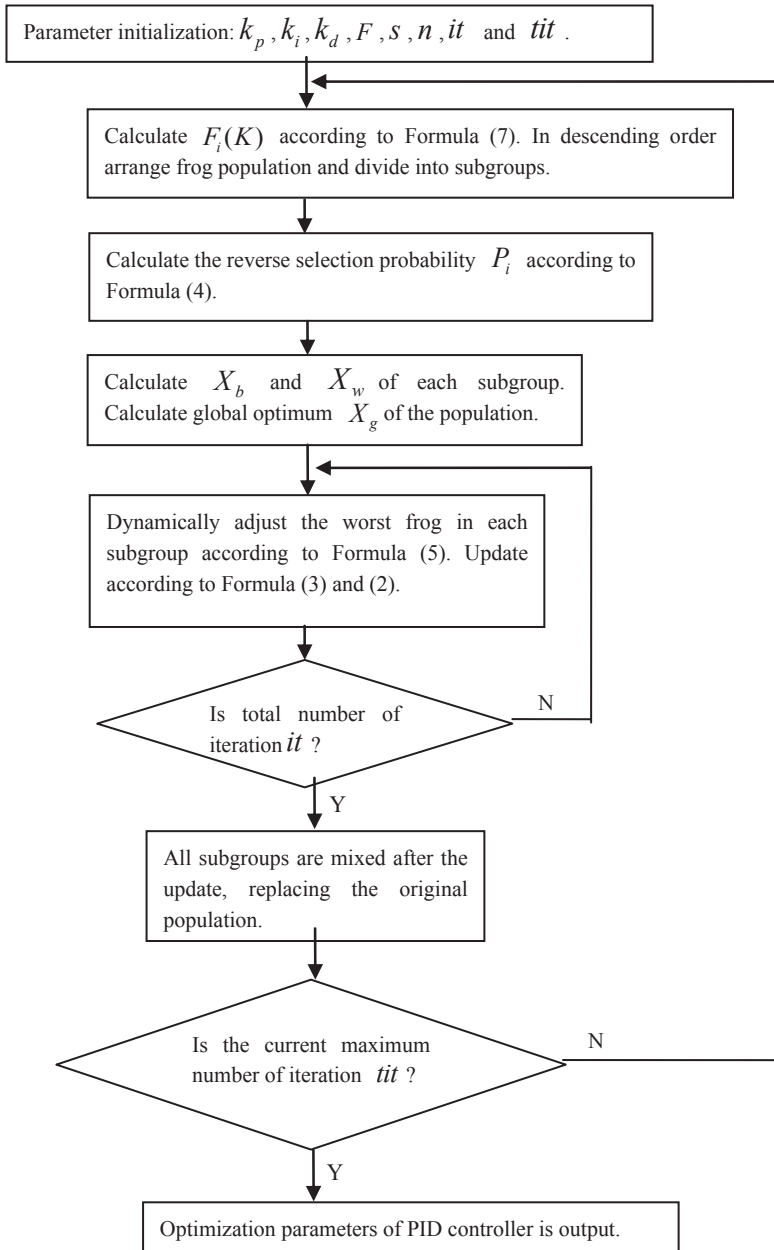 Parameter initialization: k_p , k_i , k_d , F , s , n , it and tit .
Calculate F_i(K) according to Formula (7). In descending order
arrange frog population and divide into subgroups.
Calculate the reverse selection probability P_i according to
Formula (4).
Calculate X_b and X_w of each subgroup.
Calculate global optimum X_g of the population.
Dynamically adjust the worst frog in each
subgroup according to Formula (5). Update
according to Formula (3) and (2).
Is total number of
iteration it ?
N
Y
All subgroups are mixed after the
update, replacing the original
population.
Is the current maximum
number of iteration tit ?
N
Y
Optimization parameters of PID controller is output.